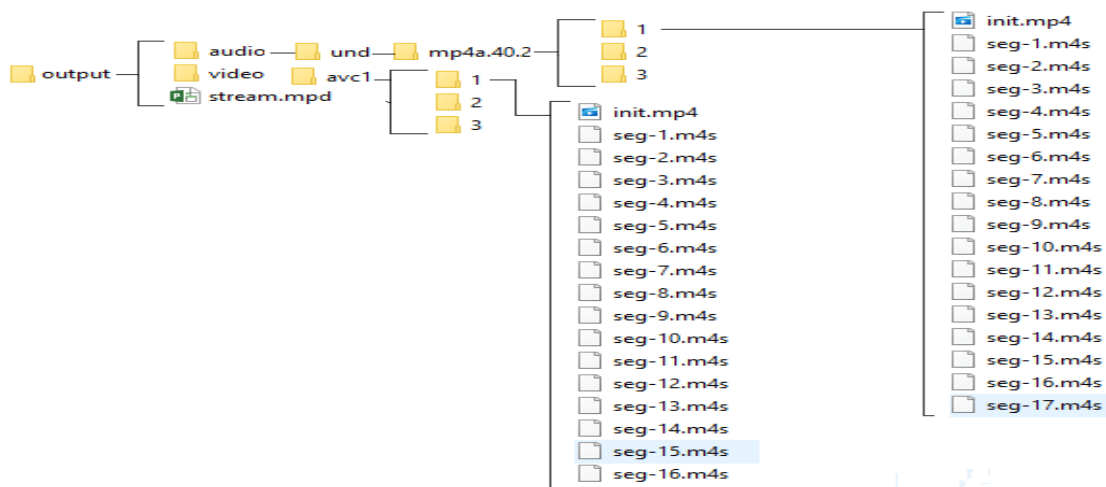 output
audio
video
stream.mpd
und
mp4a.40.2
avc1
1
2
3
1
2
3
init.mp4
seg-1.m4s
seg-2.m4s
seg-3.m4s
seg-4.m4s
seg-5.m4s
seg-6.m4s
seg-7.m4s
seg-8.m4s
seg-9.m4s
seg-10.m4s
seg-11.m4s
seg-12.m4s
seg-13.m4s
seg-14.m4s
seg-15.m4s
seg-16.m4s
init.mp4
seg-1.m4s
seg-2.m4s
seg-3.m4s
seg-4.m4s
seg-5.m4s
seg-6.m4s
seg-7.m4s
seg-8.m4s
seg-9.m4s
seg-10.m4s
seg-11.m4s
seg-12.m4s
seg-13.m4s
seg-14.m4s
seg-15.m4s
seg-16.m4s
seg-17.m4s